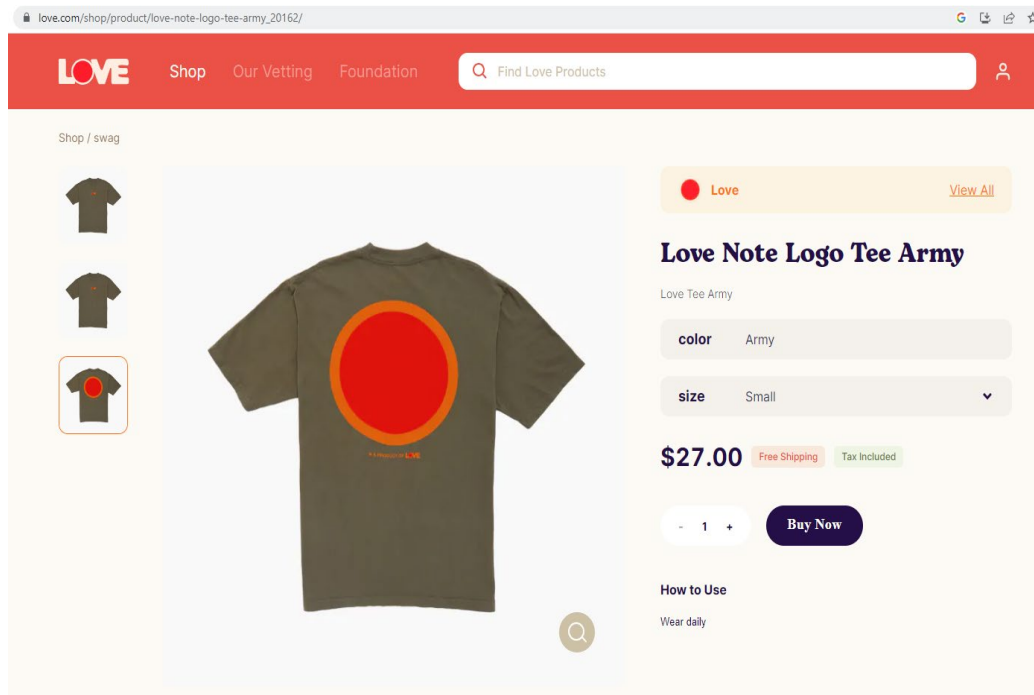 love.com/shop/product/love-note-logo-tee-army_20162/
LOVE
Shop
Our Vetting
Foundation
Find Love Products
Shop / swag
Love
View All
Love Note Logo Tee Army
Love Tee Army
color Army
size Small
$27.00 Free Shipping Tax Included
- 1 + Buy Now
How to Use
Wear daily
LOVE